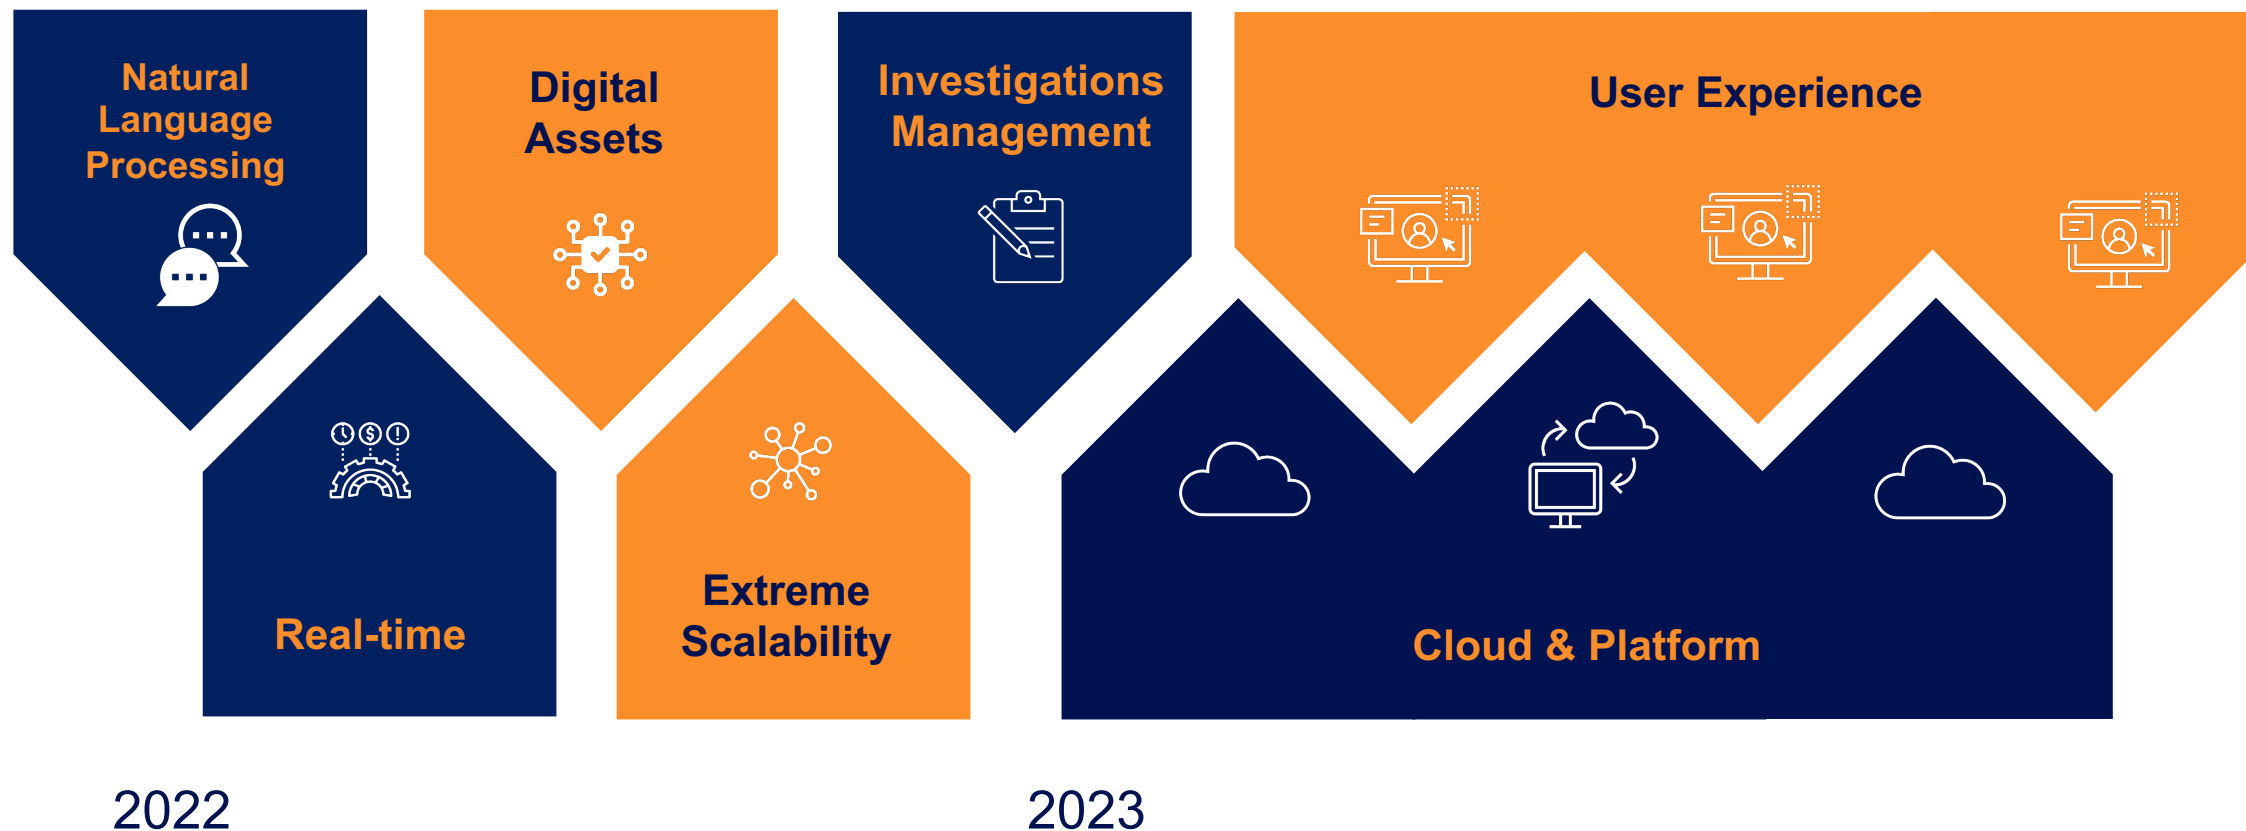 Natural
Language
Processing
Digital
Assets
Investigations
Management
User Experience
Real-time
Extreme
Scalability
Cloud & Platform
2022
2023